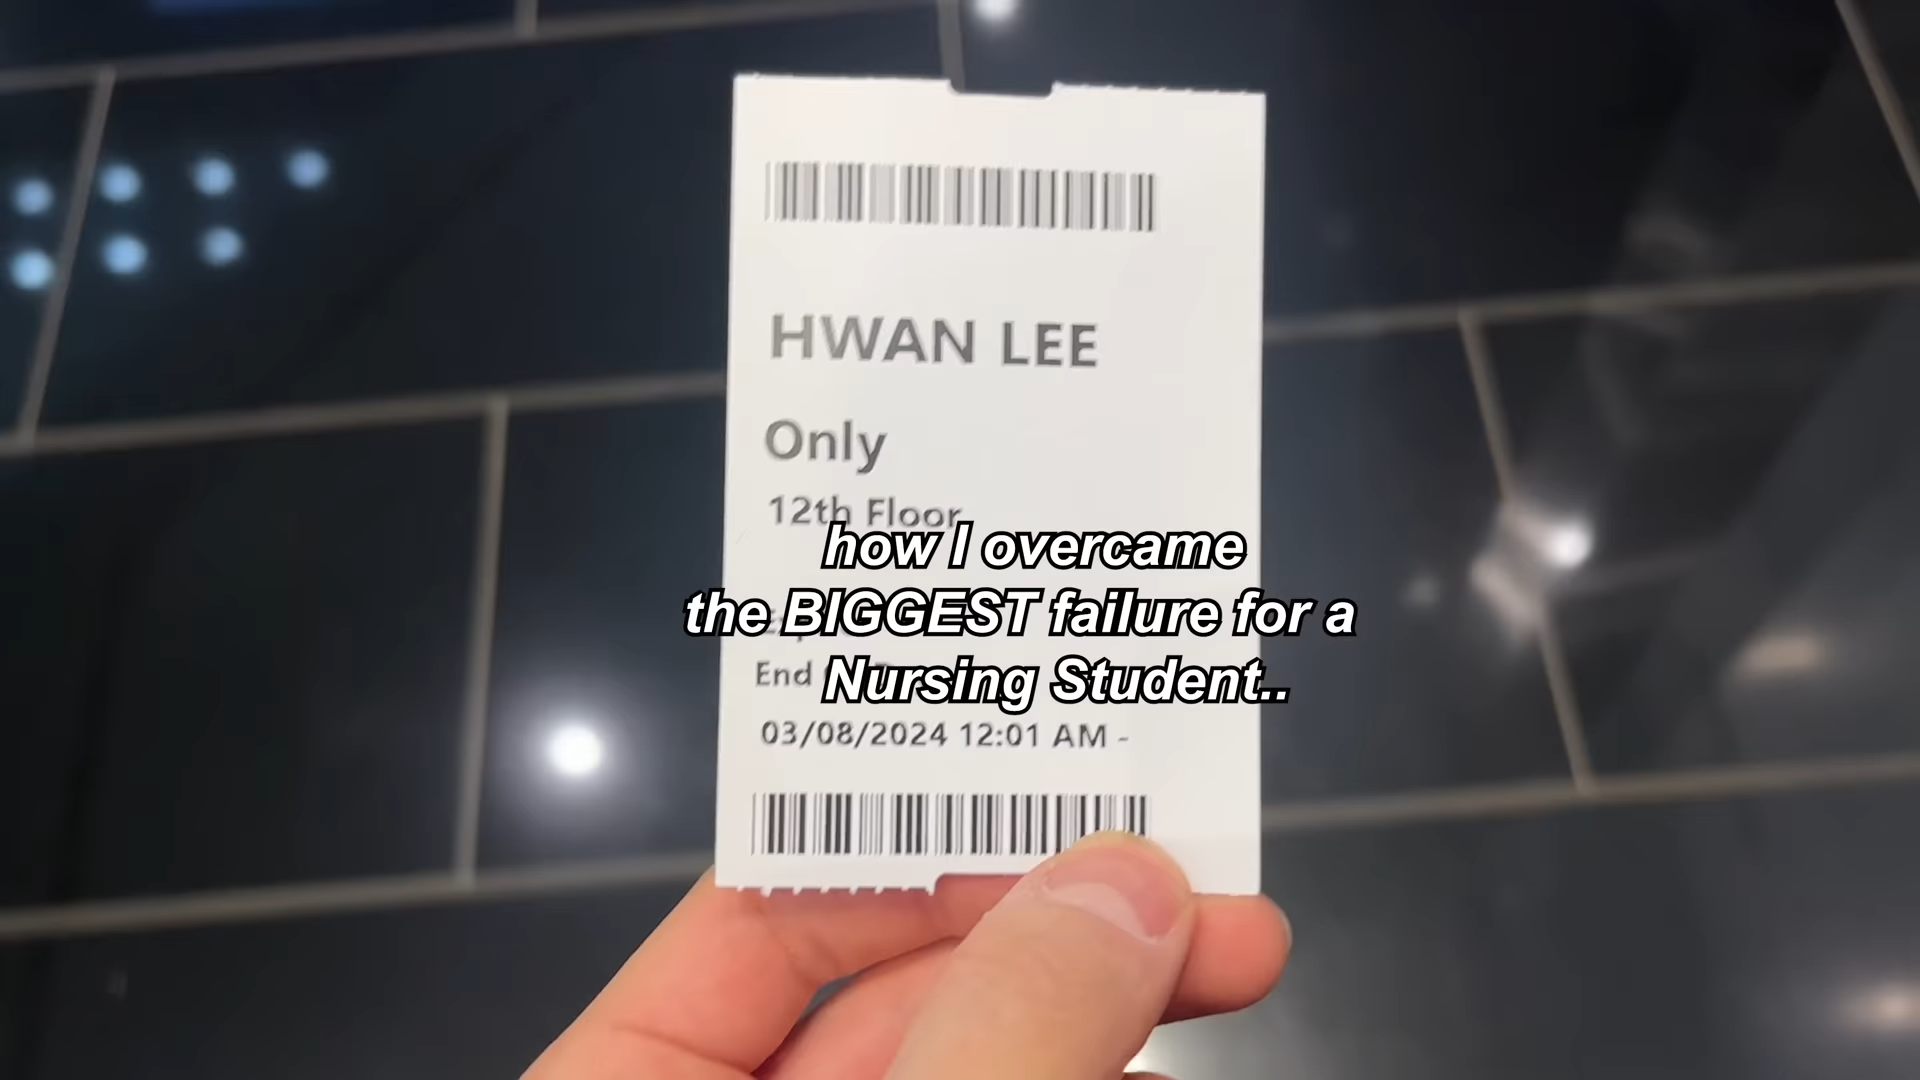 HWAN LEE
Only
12th Floor
how I overcame
the BIGGEST failure for a
Nursing Student..
End
03/08/2024 12:01 AM -